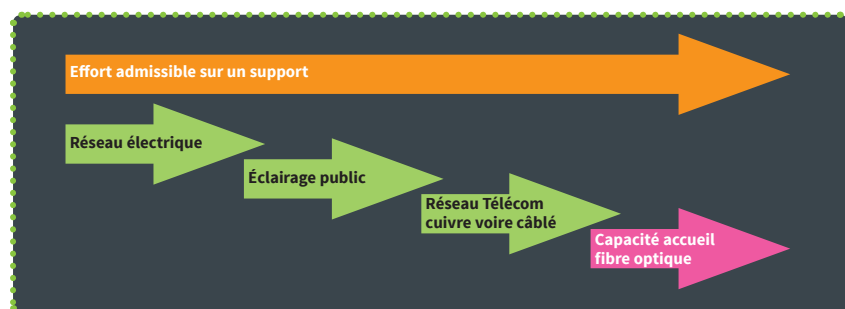 Effort admissible sur un support
Réseau électrique
Éclairage public
Réseau Télécom
cuivre voire câblé
Capacité accueil
fibre optique